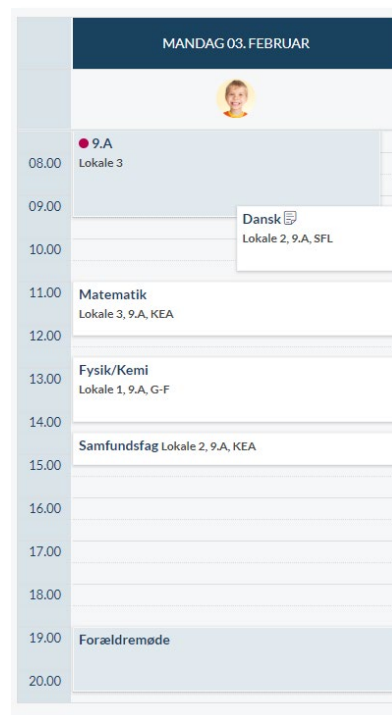 MANDAG 03. FEBRUAR
9.A
08.00 Lokale 3
09.00
Dansk
Lokale 2, 9.A, SFL
10.00
11.00 Matematik
Lokale 3, 9.A, KEA
12.00
Fysik/Kemi
13.00 Lokale 1, 9.A, G-F
14.00
Samfundsfag Lokale 2, 9.A, KEA
15.00
16.00
17.00
18.00
19.00 Forældremøde
20.00